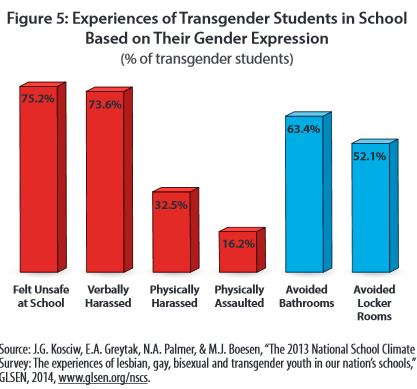 Figure 5: Experiences of Transgender Students in School
Based on Their Gender Expression
(% of transgender students)
75.2%
73.6%
32.5%
16.2%
63.4%
52.1%
Felt Unsafe
at School
Verbally
Harassed
Physically
Harassed
Physically
Assaulted
Avoided
Bathrooms
Avoided
Locker
Rooms
Source: J.G. Kosciw, E.A. Greytak, N.A. Palmer, & M.J. Boesen, “The 2013 National School Climate
Survey: The experiences of lesbian, gay, bisexual and transgender youth in our nation’s schools,”
GLSEN, 2014, www.glsen.org/nscs.